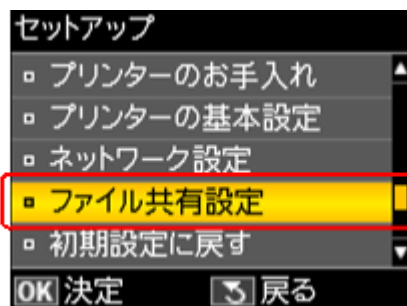 セットアップ
プリンターのお手入れ
プリンターの基本設定
ネットワーク設定
ファイル共有設定
初期設定に戻す
OK 決定 戻る